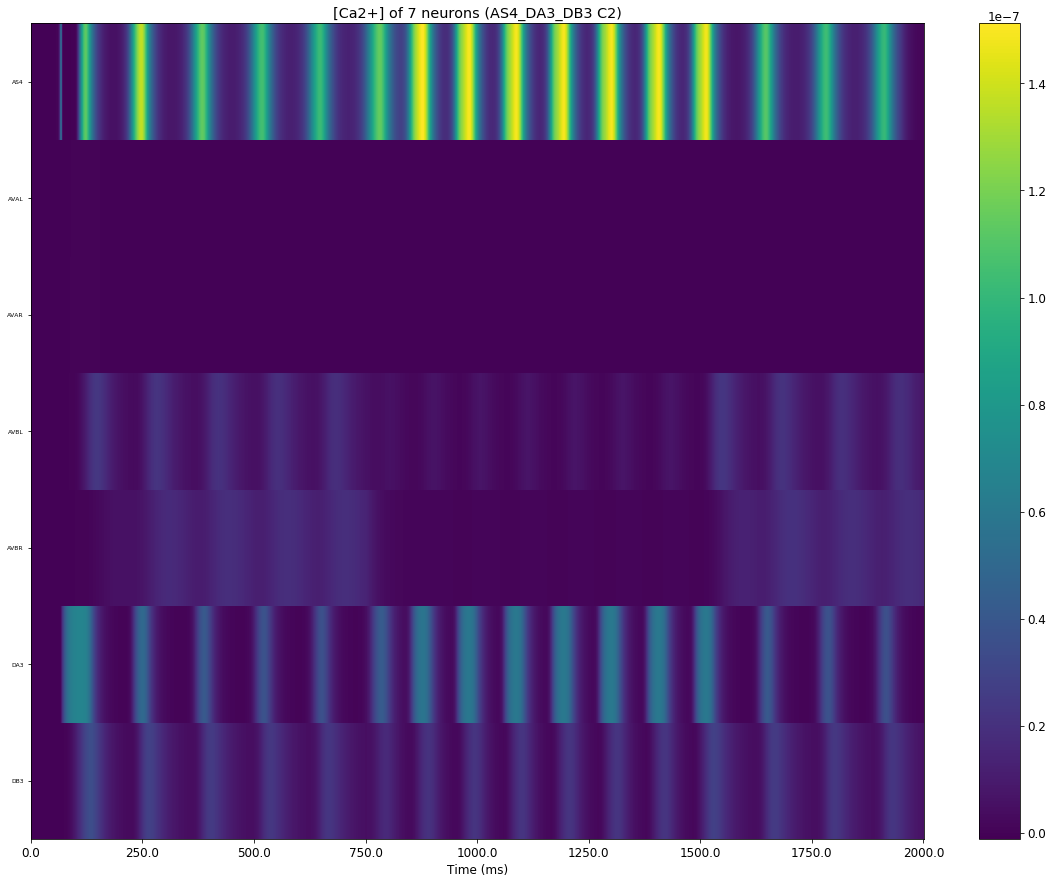 [Ca2+] of 7 neurons (AS4_DA3_DB3 C2)
1e−7
AS4
AVAL
AVAR
AVBL
AVBR
DA3
DB3
0.0 250.0 500.0 750.0 1000.0 1250.0 1500.0 1750.0 2000.0
Time (ms)
1.4
1.2
1.0
0.8
0.6
0.4
0.2
0.0